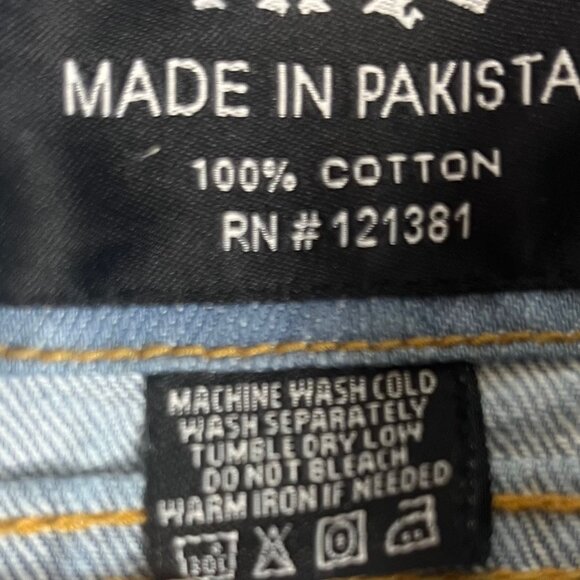 MADE IN PAKISTA
100% COTTON
RN # 121381
MACHINE WASH COLD
WASH SEPARATELY
TUMBLE DRY LOW
DO NOT BLEACH
WARM IRON IF NEEDED